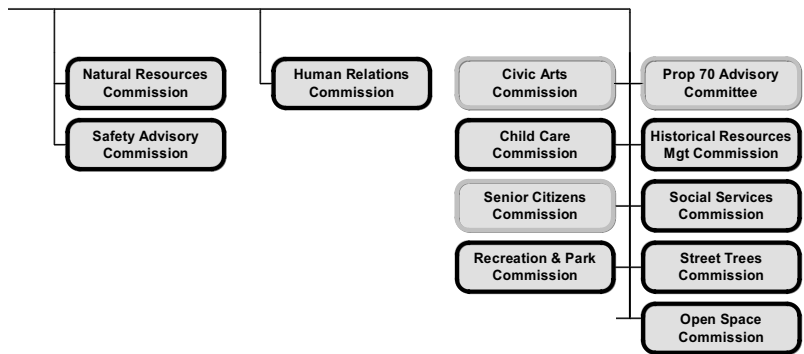 Natural Resources
Commission
Human Relations
Commission
Civic Arts
Commission
Prop 70 Advisory
Committee
Safety Advisory
Commission
Child Care
Commission
Historical Resources
Mgt Commission
Senior Citizens
Commission
Social Services
Commission
Recreation & Park
Commission
Street Trees
Commission
Open Space
Commission